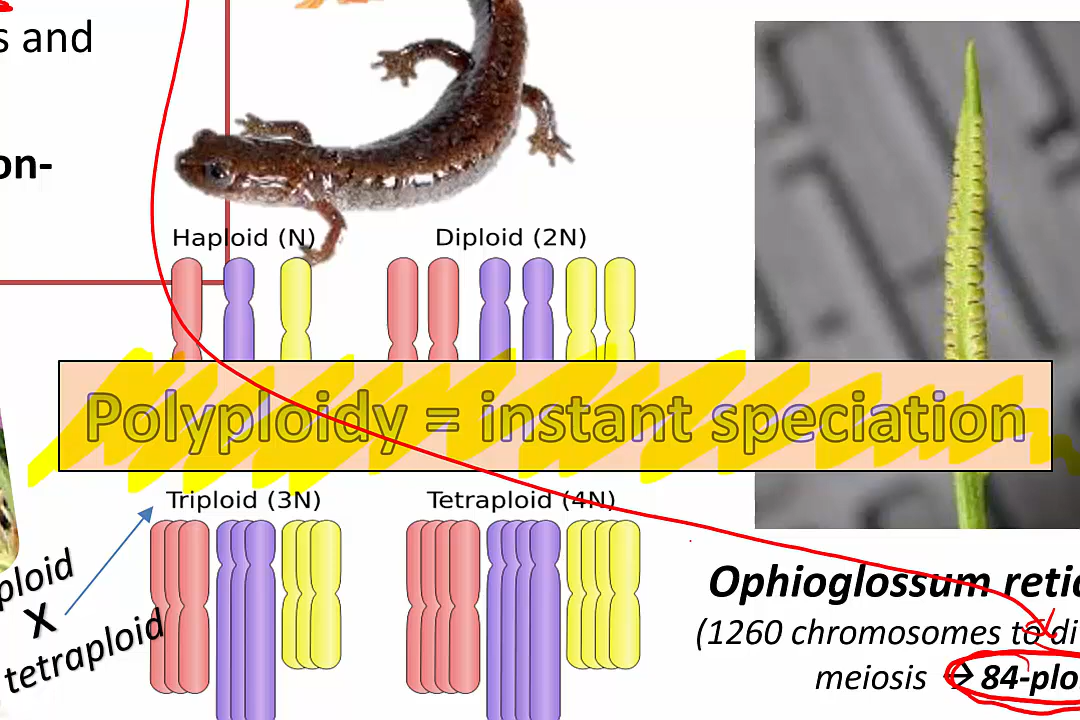 s and
on-
Haploid (N)
Diploid (2N)
Polyploidy = instant speciation
Triploid (3N)
Tetraploid (4N)
ploid
X
tetraploid
Ophioglossum retic
(1260 chromosomes to di
meiosis → 84-plo